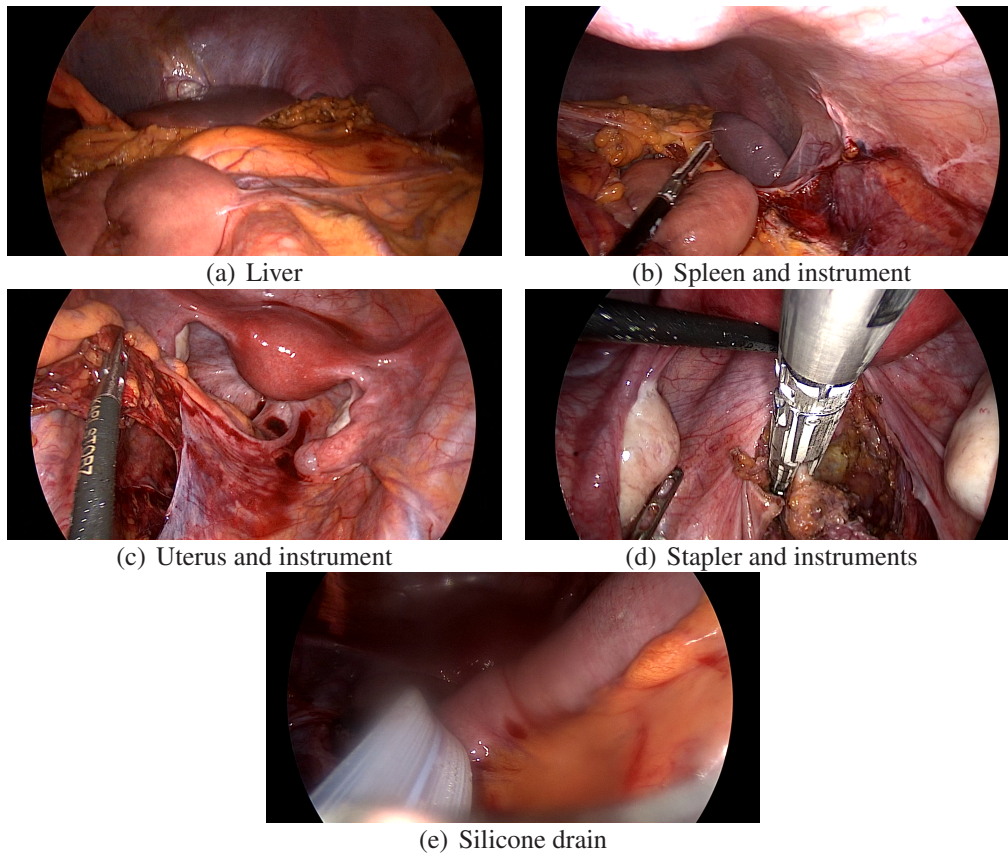 (a) Liver
(b) Spleen and instrument
(c) Uterus and instrument
(d) Stapler and instruments
(e) Silicone drain